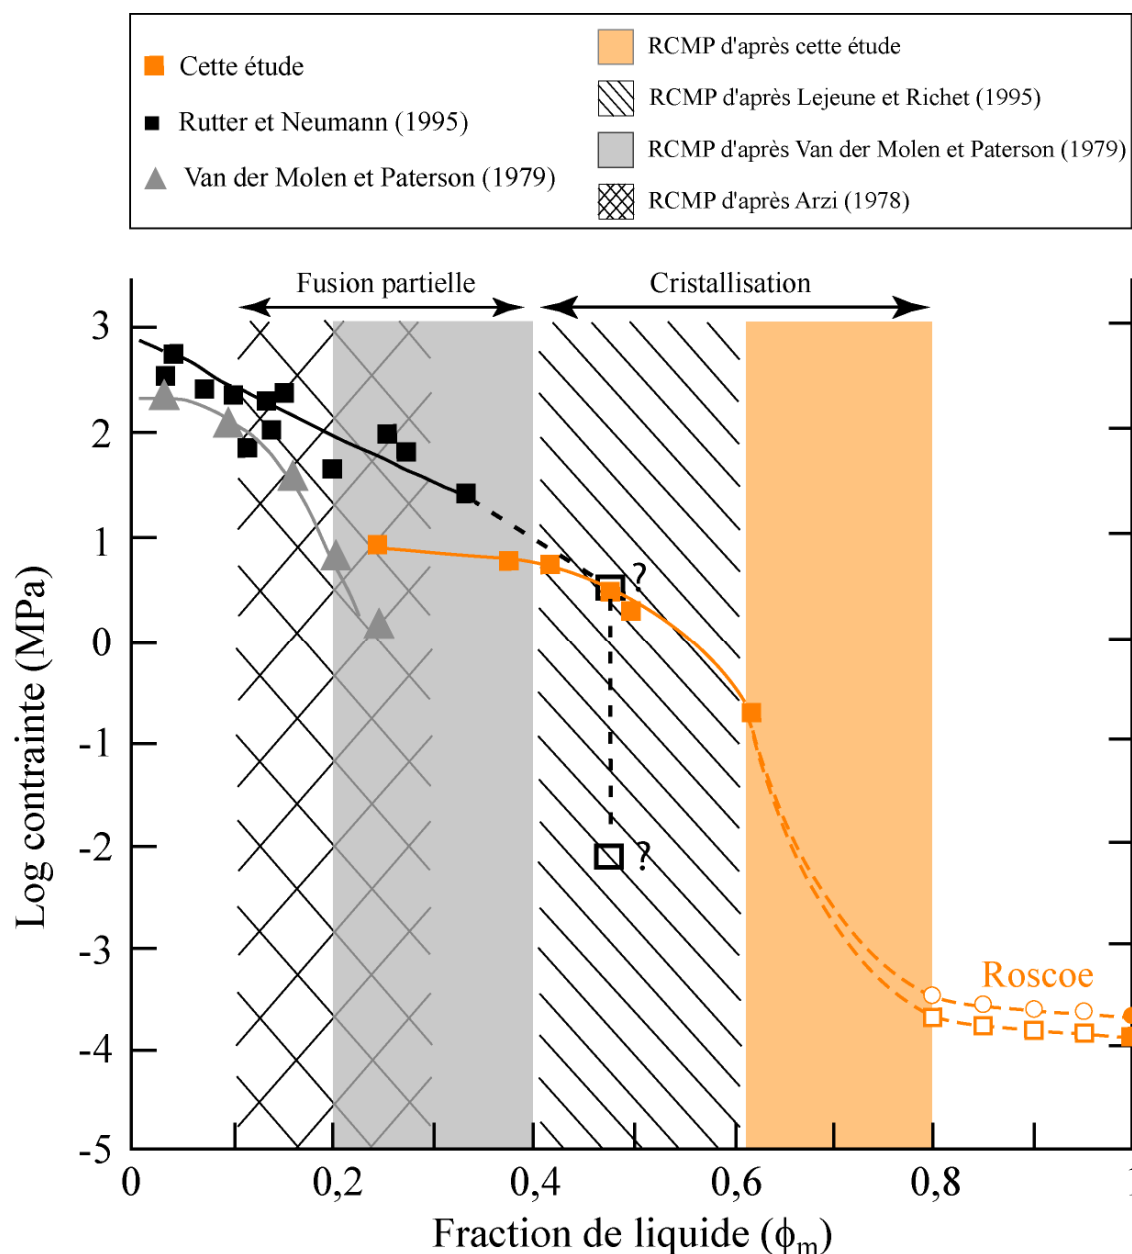 Cette étude
Rutter et Neumann (1995)
Van der Molen et Paterson (1979)
RCMP d'après cette étude
RCMP d'après Lejeune et Richet (1995)
RCMP d'après Van der Molen et Paterson (1979)
RCMP d'après Arzi (1978)
Fusion partielle
Cristallisation
3
2
1
0
-1
-2
-3
-4
-5
Log contrainte (MPa)
?
?
Roscoe
0
0,2
0,4
0,6
0,8
Fraction de liquide (ϕm)